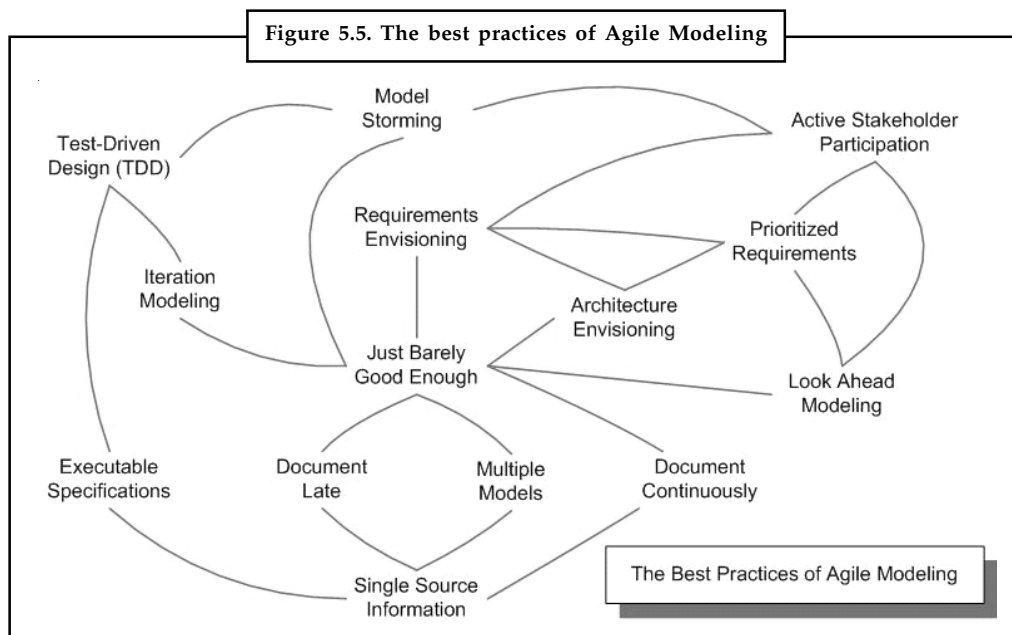 Figure 5.5. The best practices of Agile Modeling
Model
Storming
Active Stakeholder
Participation
Test-Driven
Design (TDD)
Requirements
Envisioning
Prioritized
Requirements
Iteration
Modeling
Architecture
Envisioning
Just Barely
Good Enough
Look Ahead
Modeling
Executable
Specifications
Document
Late
Multiple
Models
Document
Continuously
Single Source
Information
The Best Practices of Agile Modeling